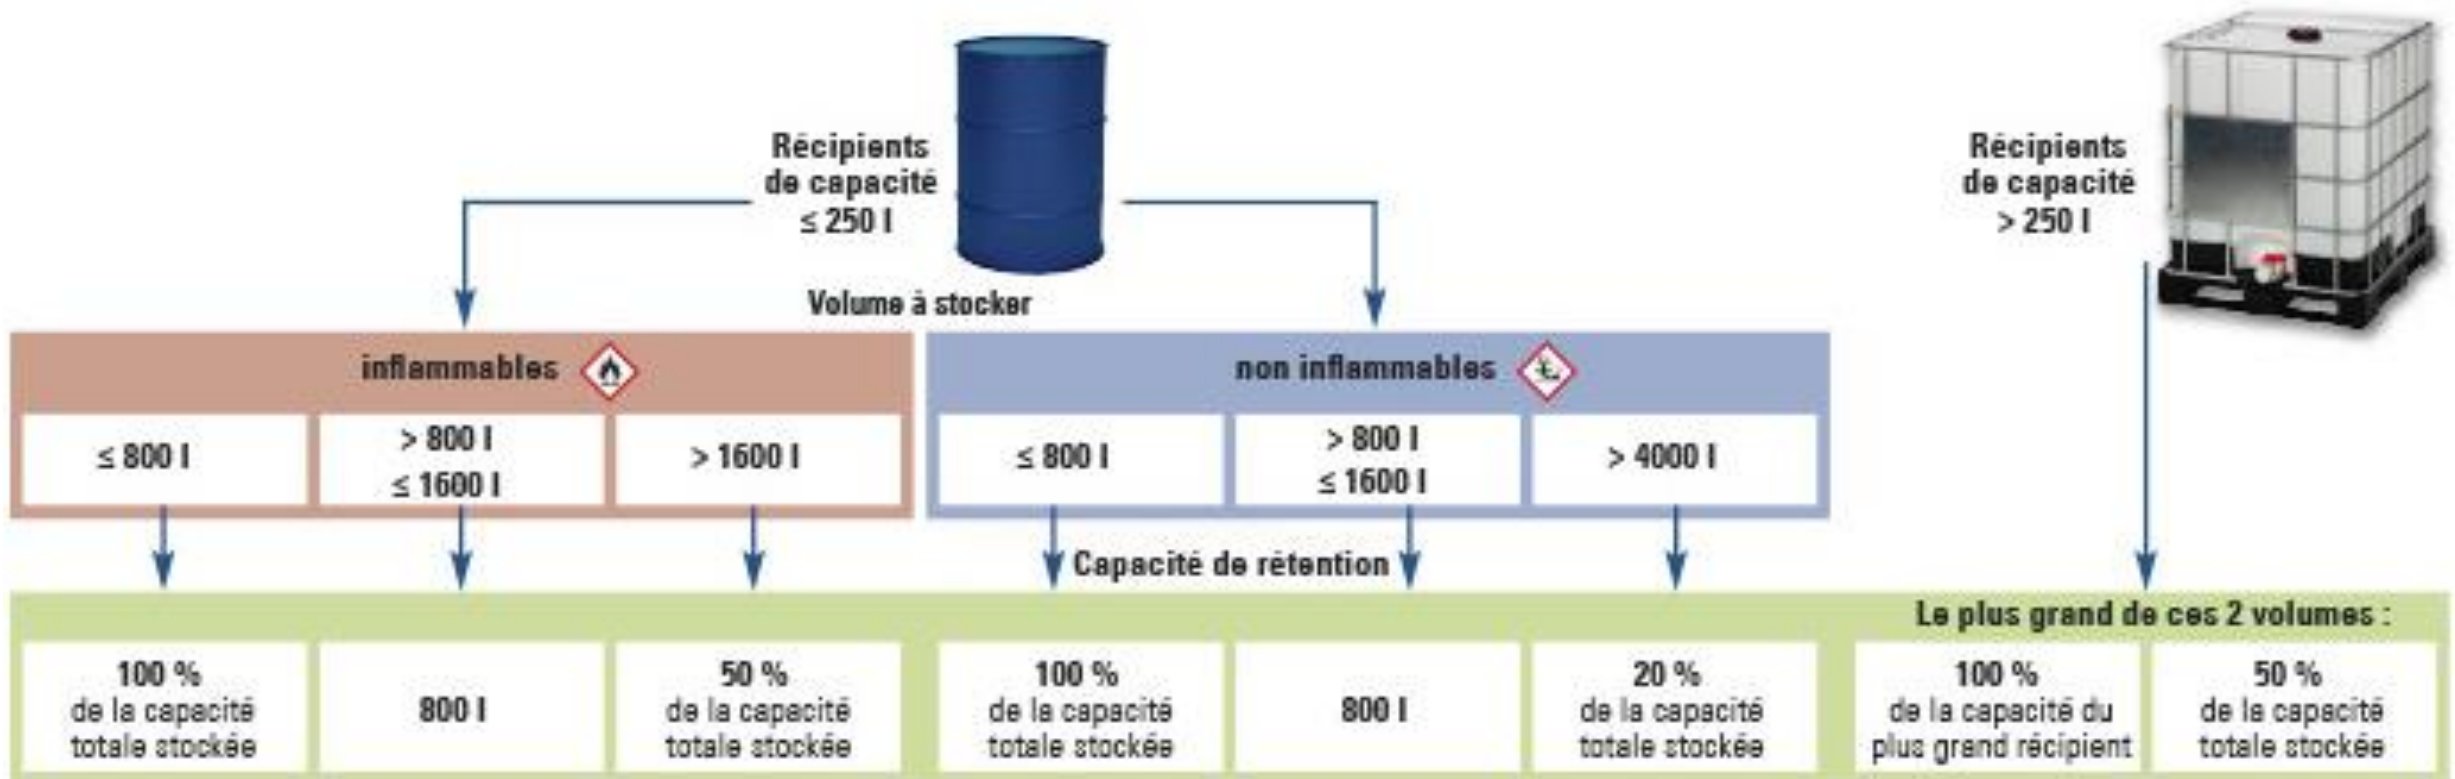 Récipients
de capacité
≤ 250 l
Récipients
de capacité
> 250 l
Volume à stocker
inflammables
non inflammables
≤ 800 l
> 800 l
≤ 1600 l
> 1600 l
≤ 800 l
> 800 l
≤ 1600 l
> 4000 l
Capacité de rétention
Le plus grand de ces 2 volumes :
100 %
de la capacité
totale stockée
800 l
50 %
de la capacité
totale stockée
100 %
de la capacité
totale stockée
800 l
20 %
de la capacité
totale stockée
100 %
de la capacité du
plus grand récipient
50 %
de la capacité
totale stockée